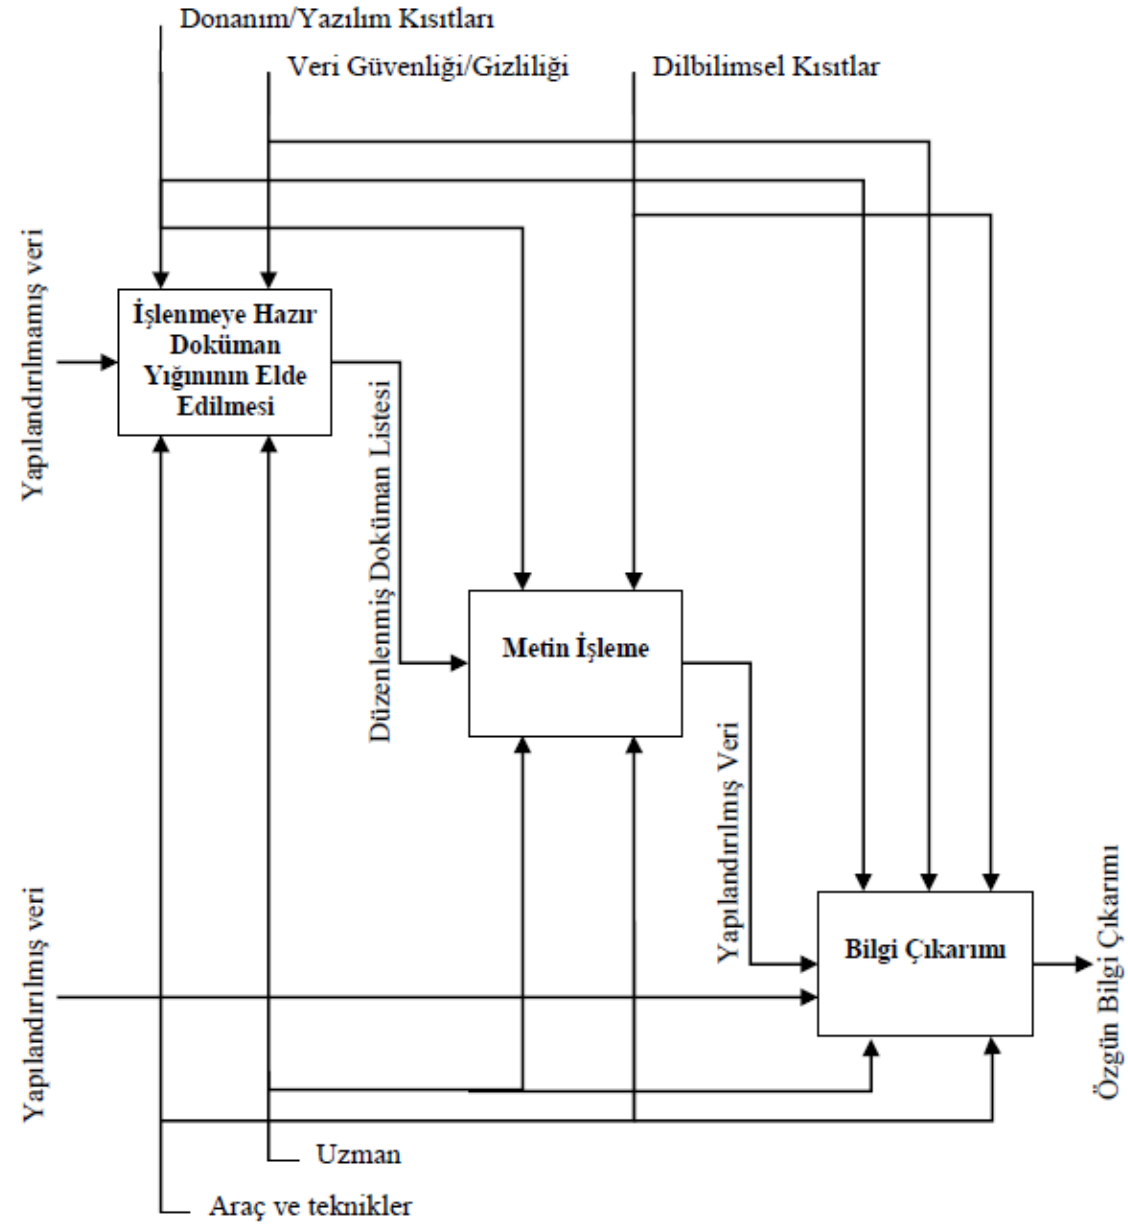 Donanım/Yazılım Kısıtları
Veri Güvenliği/Gizliliği
Dilbilimsel Kısıtlar
Yapılandırılmamış veri
İşlenmeye Hazır
Doküman
Yığınının Elde
Edilmesi
Düzenlenmiş Doküman Listesi
Metin İşleme
Yapılandırılmış Veri
Yapılandırılmış veri
Bilgi Çıkarımı
Özgün Bilgi Çıkarımı
Uzman
Araç ve teknikler